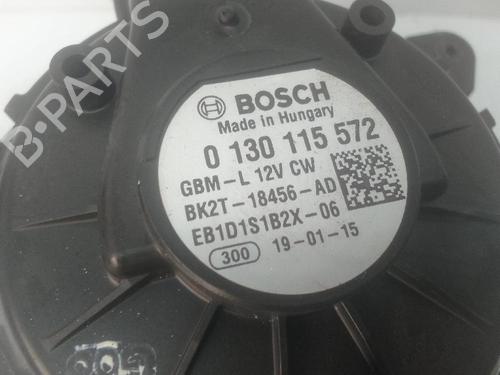 B-PARTS
BOSCH
Made in Hungary
0 130 115 572
GBM-L 12V CW
BK2T-18456-AD
EB1D1S1B2X-06
300 19-01-15